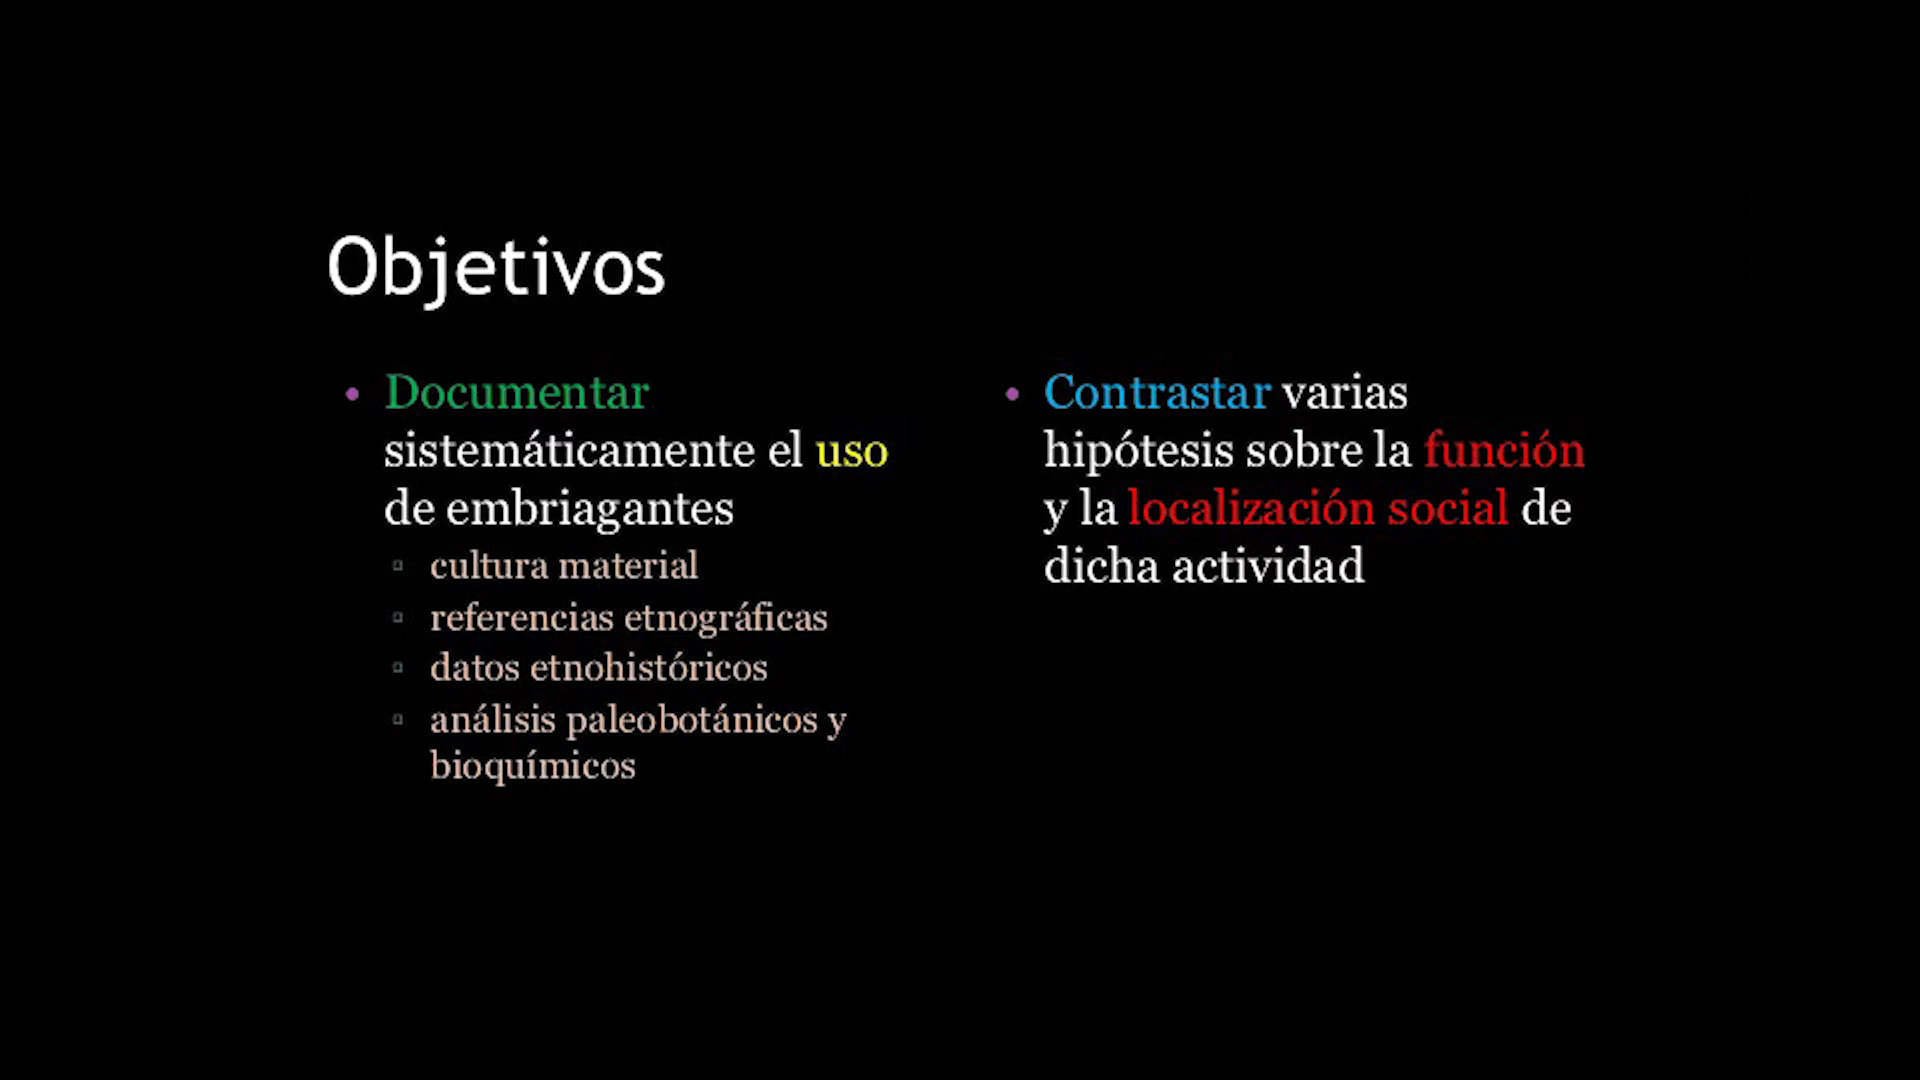 Objetivos
• Documentar
sistemáticamente el uso
de embriagantes
▫ cultura material
▫ referencias etnográficas
▫ datos etnohistóricos
▫ análisis paleobotánicos y
bioquímicos
• Contrastar varias
hipótesis sobre la función
y la localización social de
dicha actividad